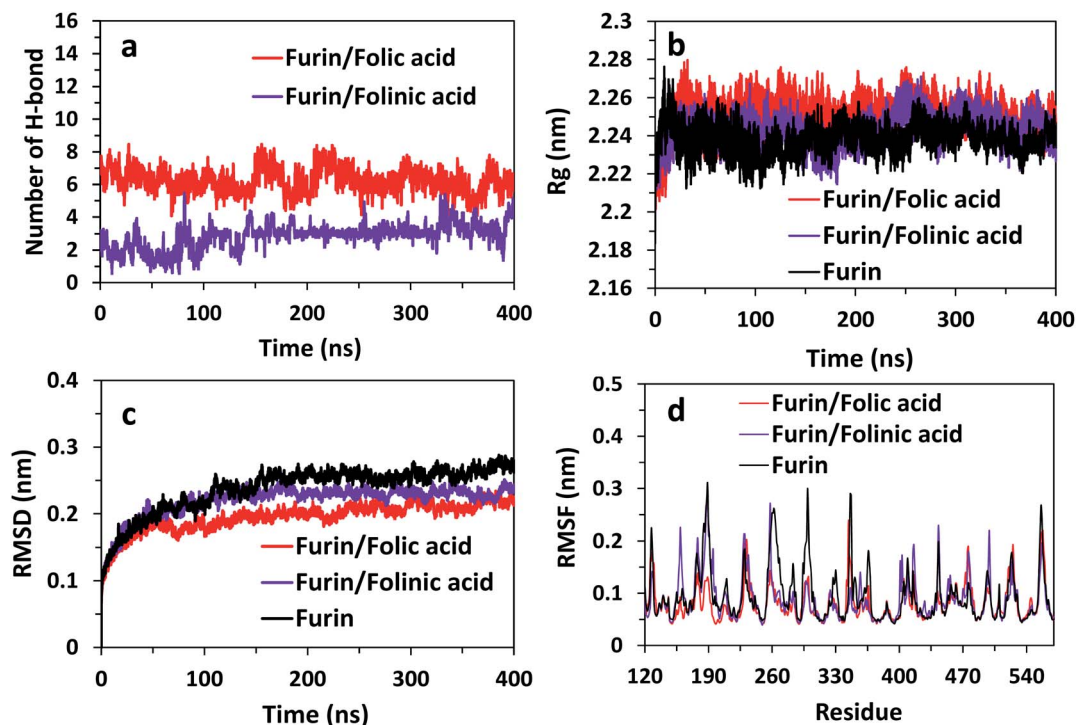 a
Number of H-bond
16
14
12
10
8
6
4
2
0
Furin/Folic acid
Furin/Folinic acid
0 100 200 300 400
Time (ns)
b
Rg (nm)
2.28
2.26
2.24
2.22
2.2
2.18
2.16
Furin/Folic acid
Furin/Folinic acid
Furin
0 100 200 300 400
Time (ns)
c
RMSD (nm)
0.4
0.3
0.2
0.1
0
Furin/Folic acid
Furin/Folinic acid
Furin
0 100 200 300 400
Time (ns)
d
RMSF (nm)
0.5
0.4
0.3
0.2
0.1
0
Furin/Folic acid
Furin/Folinic acid
Furin
120 190 260 330 400 470 540
Residue